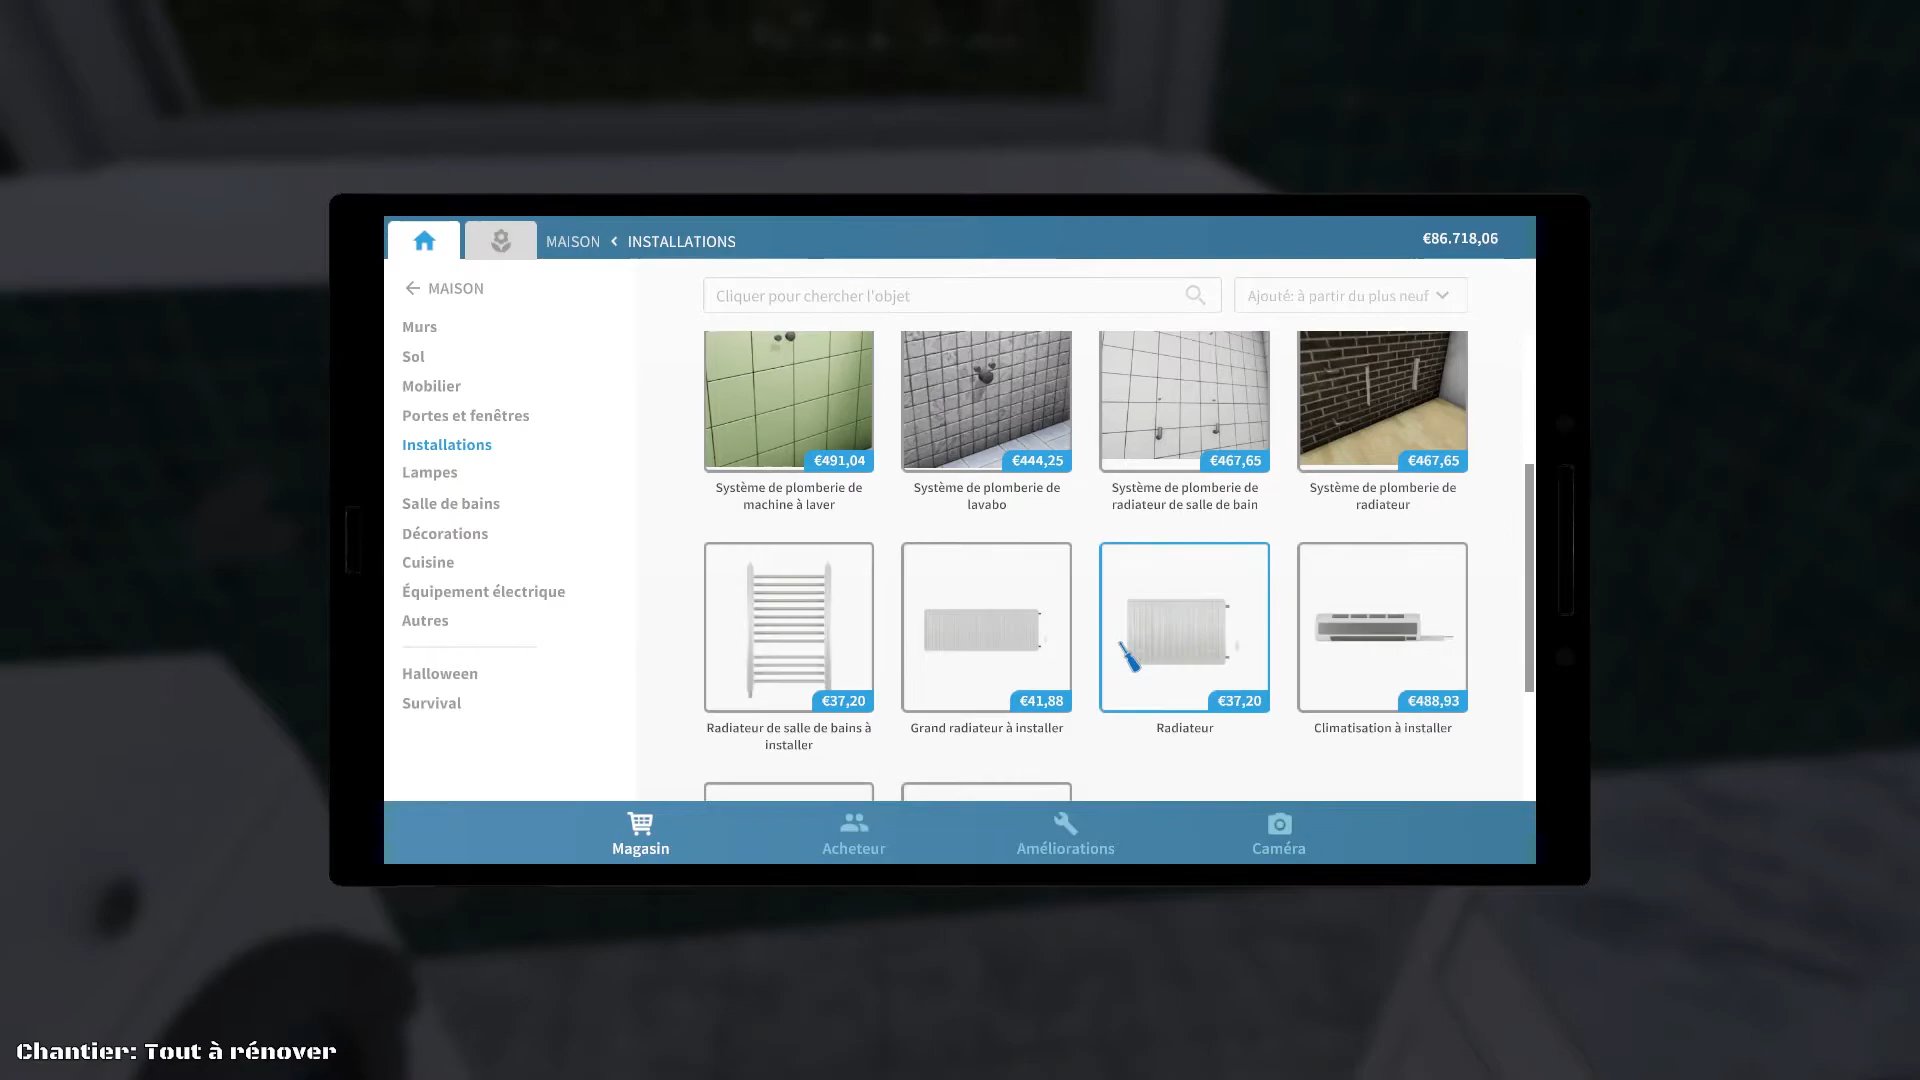 MAISON < INSTALLATIONS
€86.718,06
MAISON
Murs
Sol
Mobilier
Portes et fenêtres
Installations
Lampes
Salle de bains
Décorations
Cuisine
Équipement électrique
Autres
Halloween
Survival
Cliquer pour chercher l'objet
Ajouté: à partir du plus neuf
€491,04
€444,25
€467,65
€467,65
Système de plomberie de
machine à laver
Système de plomberie de
lavabo
Système de plomberie de
radiateur de salle de bain
Système de plomberie de
radiateur
€37,20
€41,88
€37,20
€488,93
Radiateur de salle de bains à
installer
Grand radiateur à installer
Radiateur
Climatisation à installer
Magasin
Acheteur
Améliorations
Caméra
Chantier: Tout à rénover